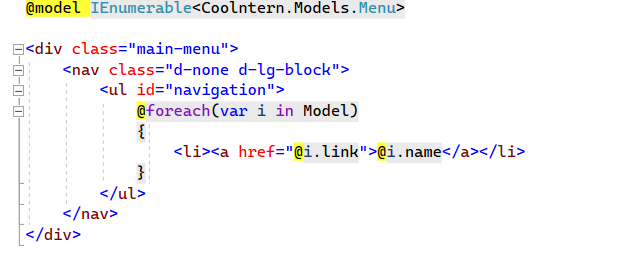 @model IEnumerable<Coolntern.Models.Menu>
<div class="main-menu">
<nav class="d-none d-lg-block">
<ul id="navigation">
@foreach(var i in Model)
{
<li><a href="@i.link">@i.name</a></li>
}
</ul>
</nav>
</div>